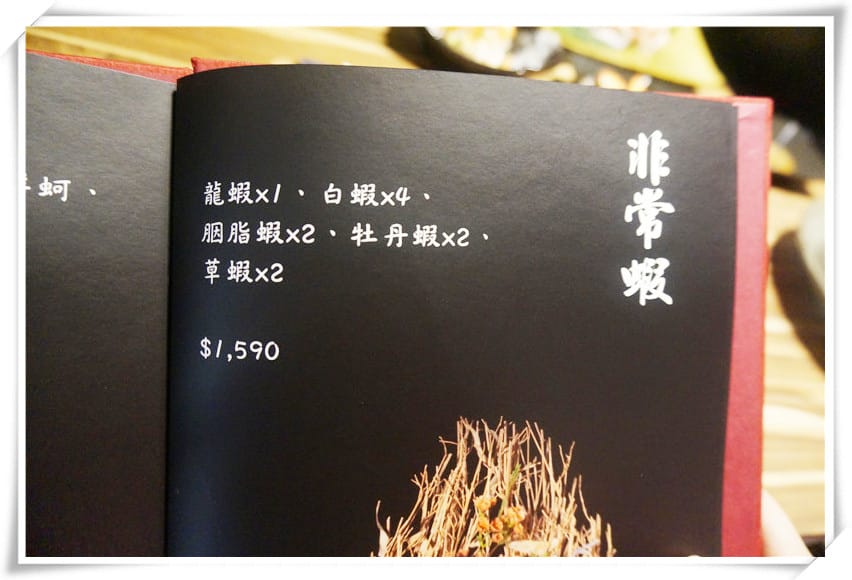 蚵、
非常蝦
龍蝦x1、白蝦x4、
胭脂蝦x2、牡丹蝦x2、
草蝦x2
$1,590